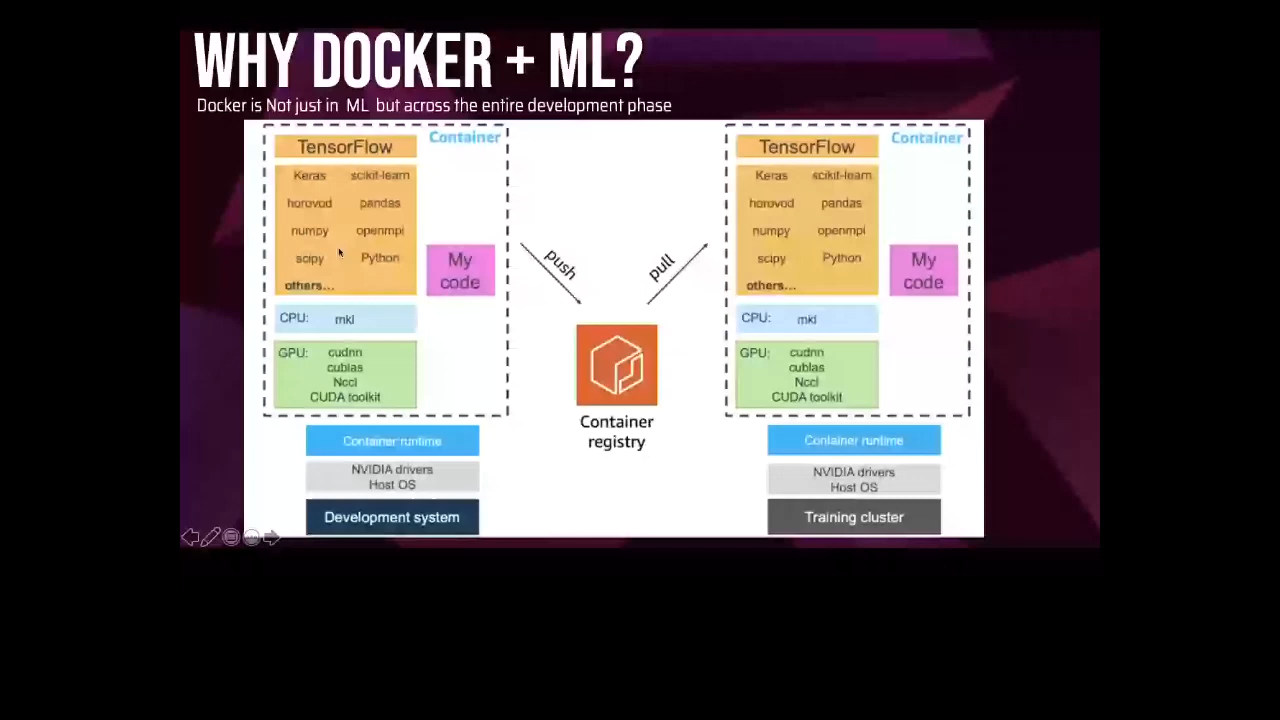 WHY DOCKER + ML?
Docker is Not just in ML but across the entire development phase
Container
TensorFlow
Keras scikit-learn
horovod pandas
numpy openmpi
scipy Python
others...
My
code
CPU: mkl
GPU: cudnn
cublas
Nccl
CUDA toolkit
Container runtime
NVIDIA drivers
Host OS
Development system
push
pull
Container
registry
Container
TensorFlow
Keras scikit-learn
horovod pandas
numpy openmpi
scipy Python
others...
My
code
CPU: mkl
GPU: cudnn
cublas
Nccl
CUDA toolkit
Container runtime
NVIDIA drivers
Host OS
Training cluster